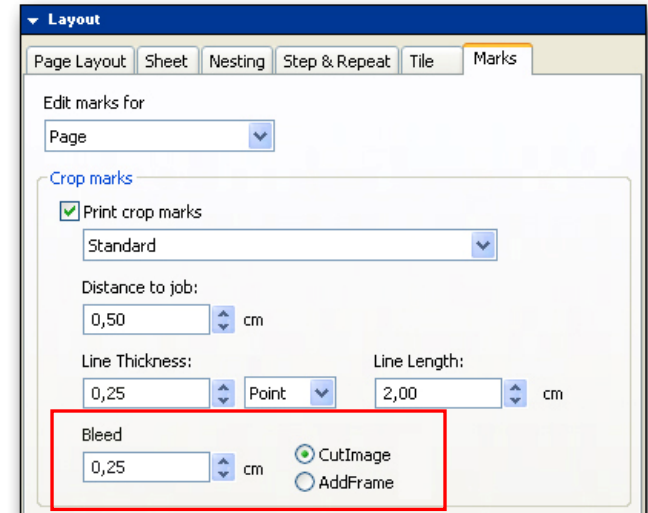 Layout
Page Layout Sheet Nesting Step & Repeat Tile Marks
Edit marks for
Page
Crop marks
Print crop marks
Standard
Distance to job:
0,50 cm
Line Thickness: Line Length:
0,25 Point 2,00 cm
Bleed
0,25 cm CutImage
AddFrame